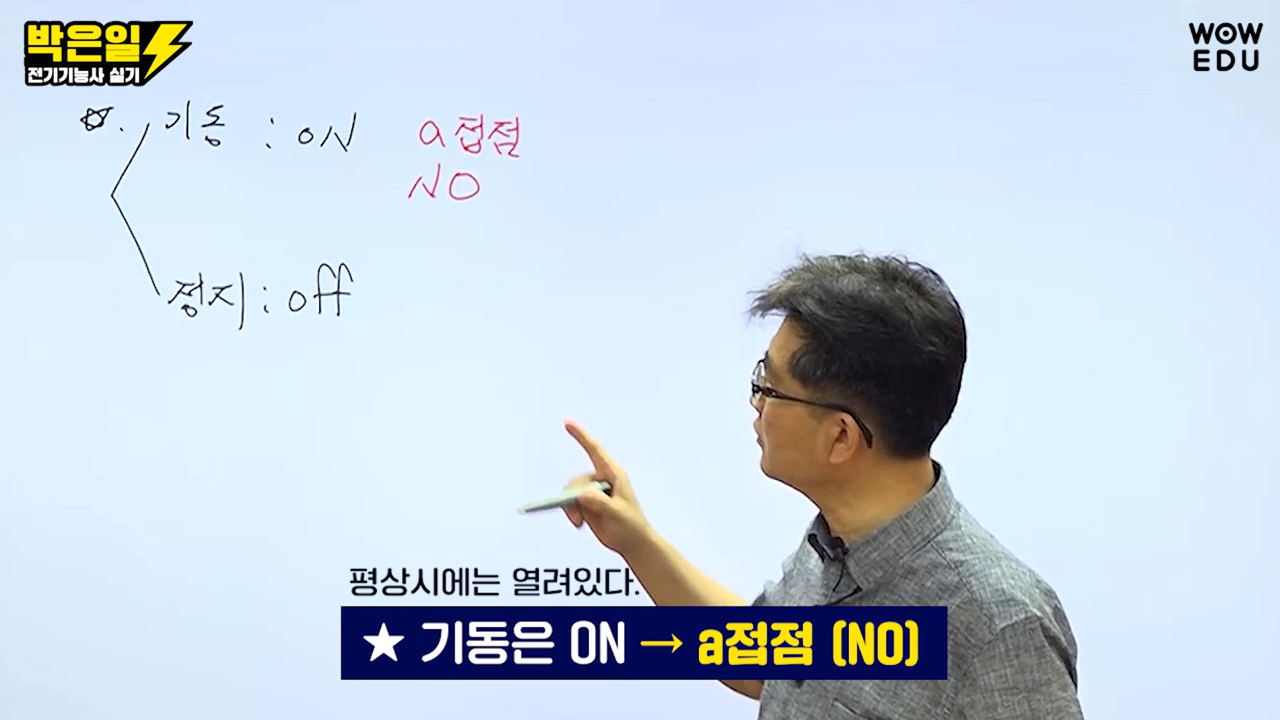 박은일
전기기능사 실기
WOW
EDU
기동 : ON a접점
NO
정지 : off
평상시에는 열려있다.
★ 기동은 ON → a접점 (NO)